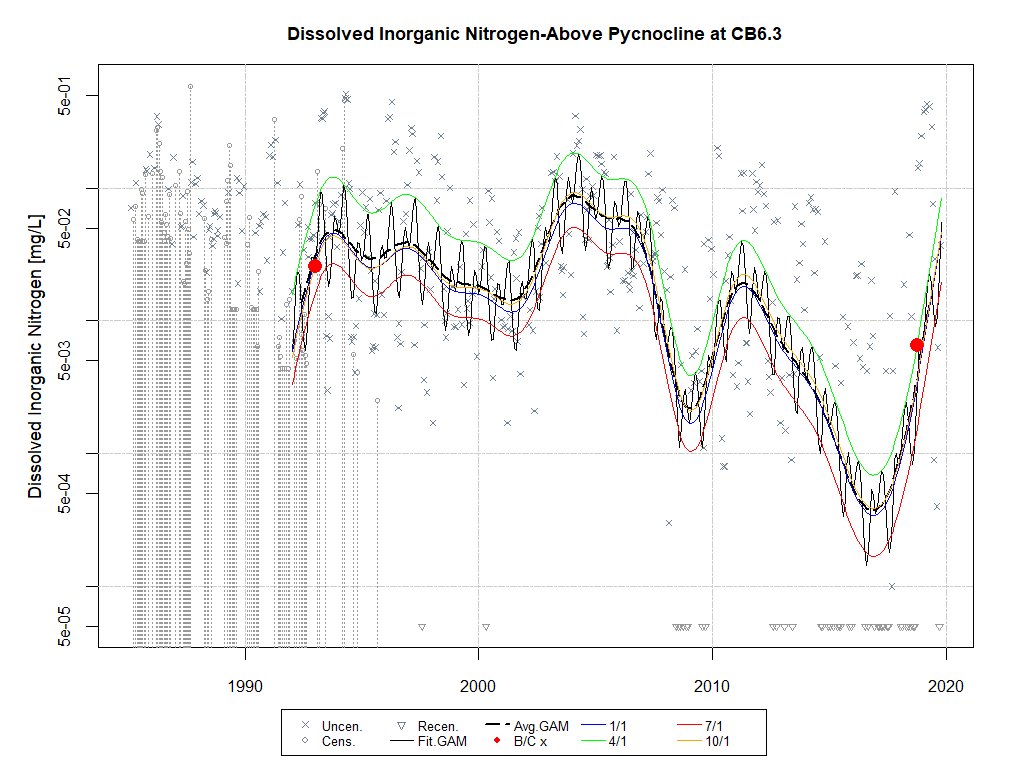 Dissolved Inorganic Nitrogen-Above Pycnocline at CB6.3
Dissolved Inorganic Nitrogen [mg/L]
5e-01
5e-02
5e-03
5e-04
5e-05
1990 2000 2010 2020
Uncen. Recen. Avg.GAM 1/1 7/1
Cens. Fit.GAM B/C x 4/1 10/1